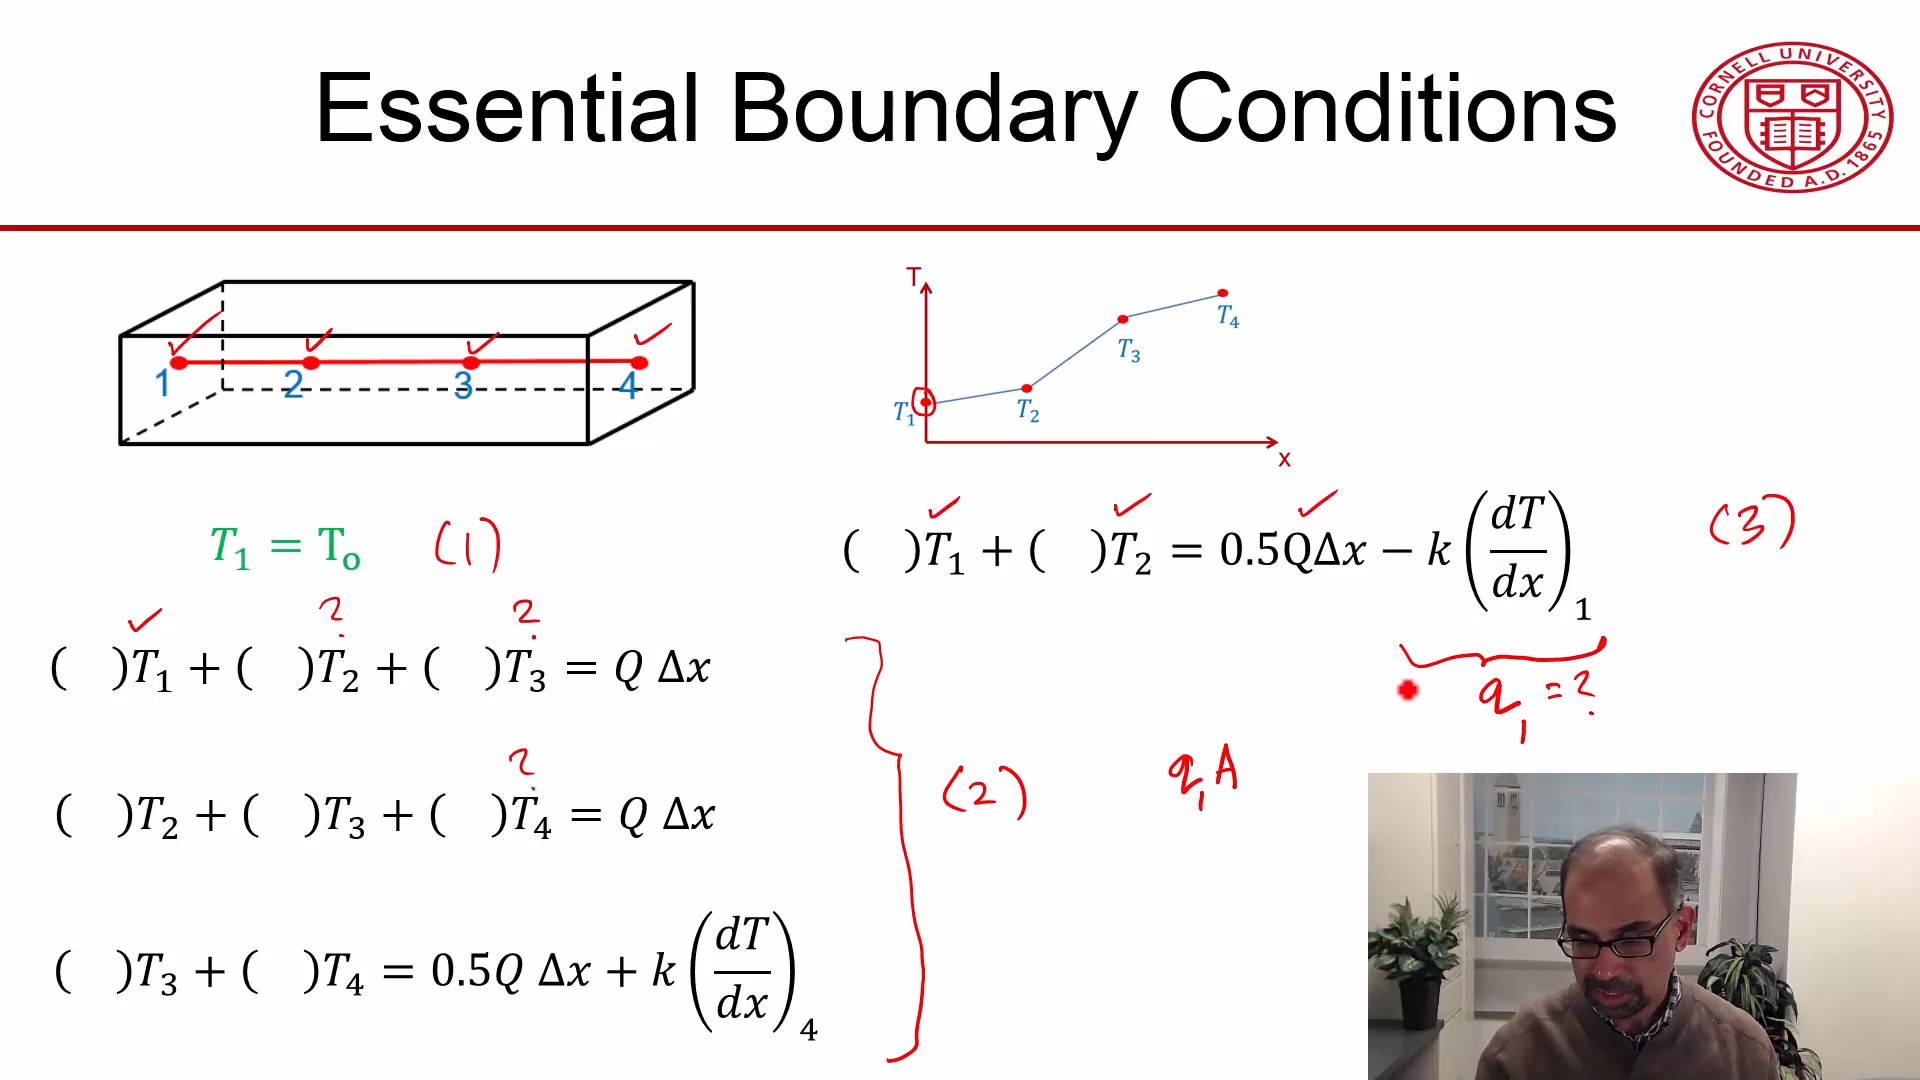 Essential Boundary Conditions
CORNELL UNIVERSITY
FOUNDED A.D. 1865
1 2 3 4
T
T₁ T₂ T₃ T₄
x
T₁ = Tₒ (1)
( )T₁ + ( )T₂ = 0.5QΔx − k(dT/dx)₁ (3)
✓ ? ?
( )T₁ + ( )T₂ + ( )T₃ = Q Δx
q₁ = ?
?
( )T₂ + ( )T₃ + ( )T₄ = Q Δx
(2)
q₁A
( )T₃ + ( )T₄ = 0.5Q Δx + k(dT/dx)₄